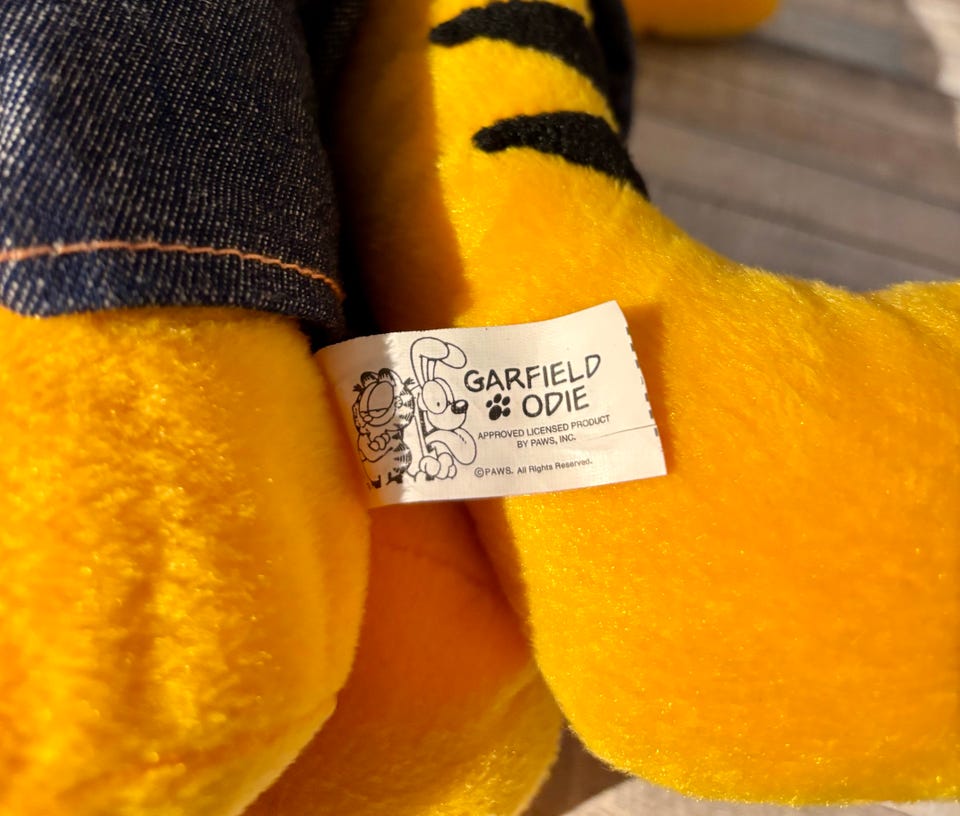 GARFIELD
ODIE
APPROVED LICENSED PRODUCT
BY PAWS, INC.
©PAWS. All Rights Reserved.